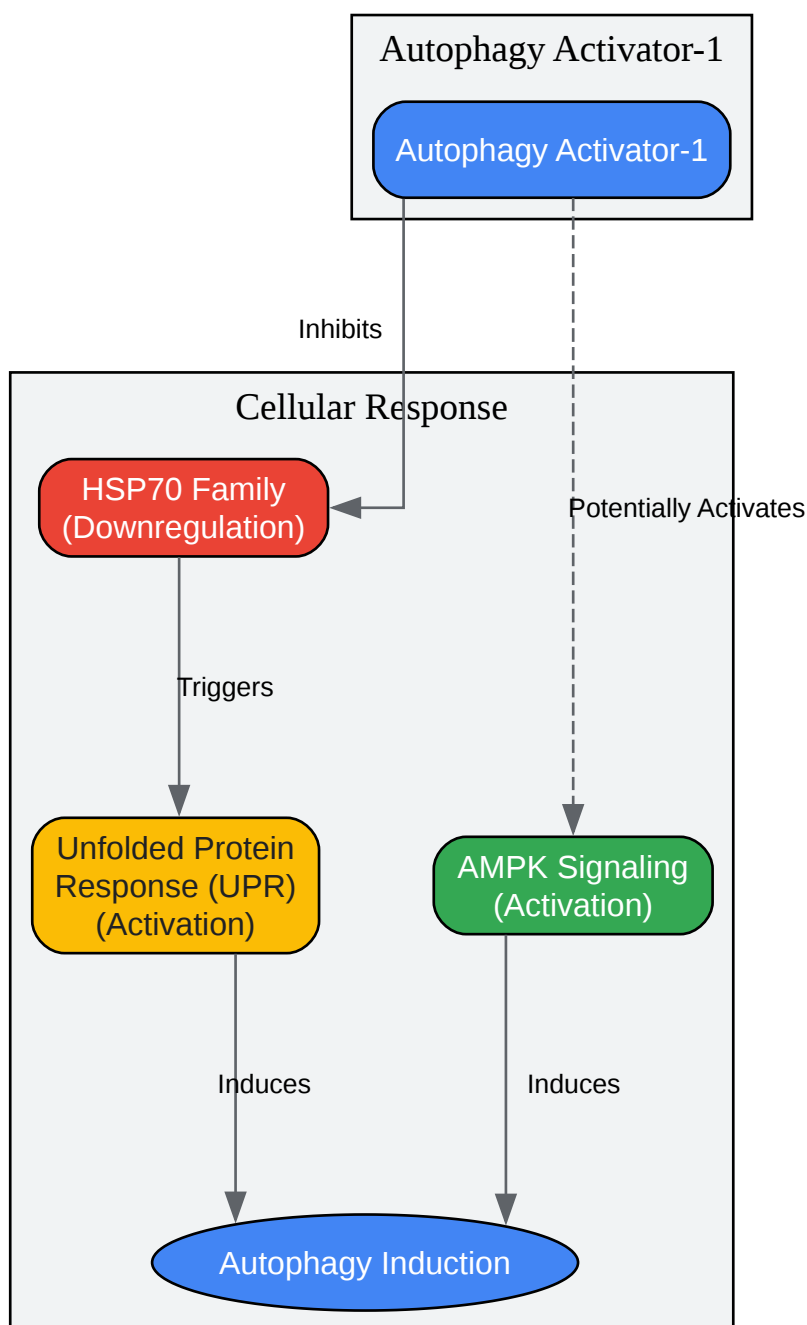 Autophagy Activator-1
Autophagy Activator-1
Inhibits
Cellular Response
HSP70 Family
(Downregulation)
Potentially Activates
Triggers
Unfolded Protein
Response (UPR)
(Activation)
AMPK Signaling
(Activation)
Induces
Induces
Autophagy Induction